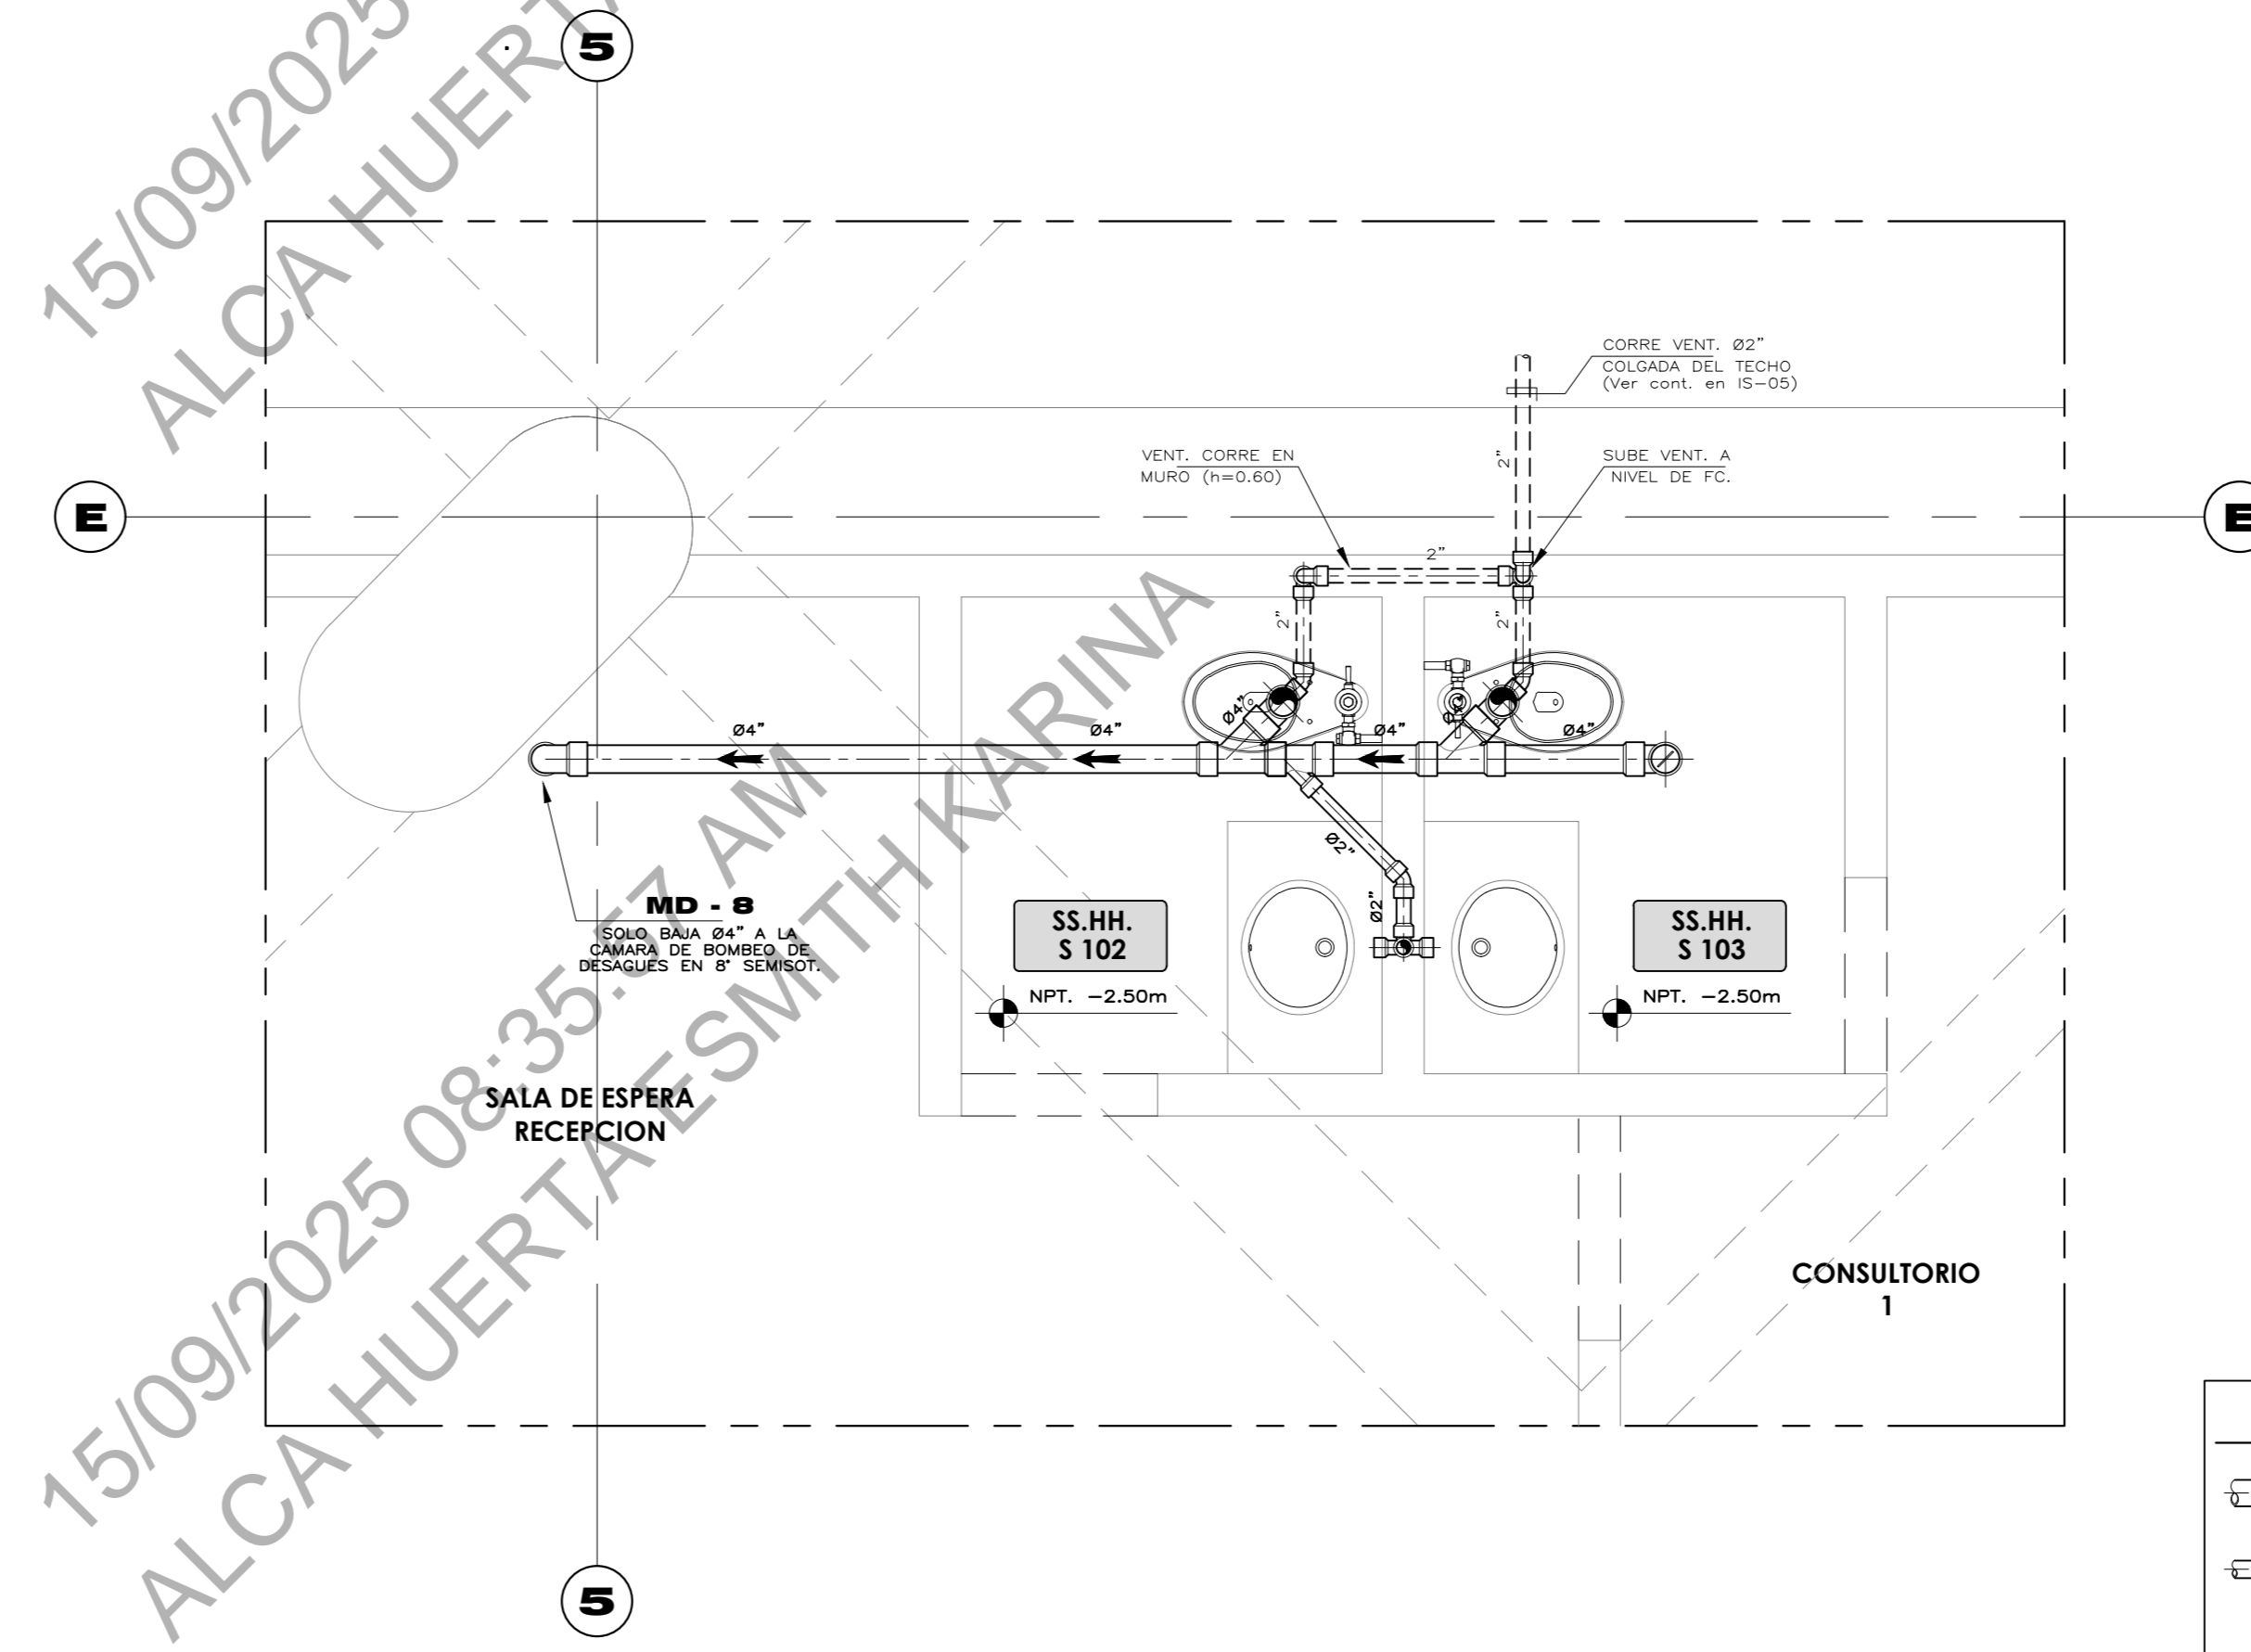 15/09/2025
ALCA HUERTA
5
CORRE VENT. Ø2"
COLGADA DEL TECHO
(Ver cont. en IS-05)
VENT. CORRE EN
MURO (h=0.60)
2"
SUBE VENT. A
NIVEL DE FC.
E
E
2"
2"
2"
Ø4"
Ø4"
Ø4"
Ø4"
Ø4"
Ø4"
Ø2"
Ø2"
MD - 8
SOLO BAJA Ø4" A LA
CAMARA DE BOMBEO DE
DESAGUES EN 8° SEMISOT.
SS.HH.
S 102
NPT. -2.50m
SS.HH.
S 103
NPT. -2.50m
SALA DE ESPERA
RECEPCION
CONSULTORIO
1
15/09/2025 08:35:57 AM
ALCA HUERTA ESMITH KARINA
5